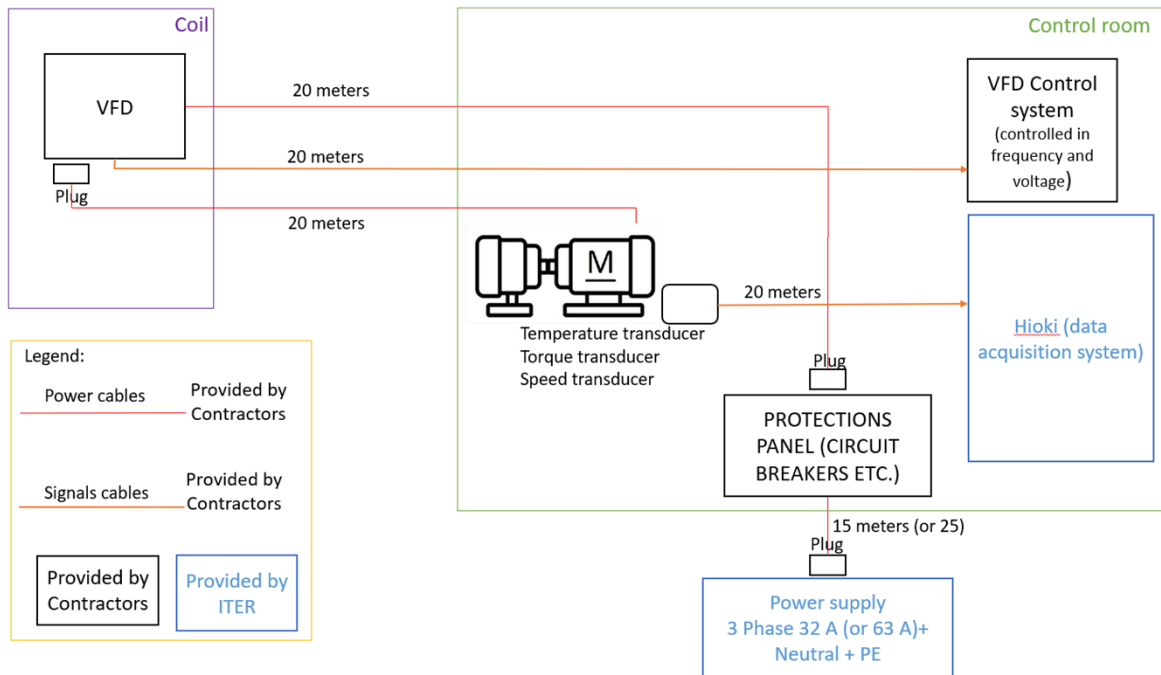 Coil
Control room
VFD
20 meters
VFD Control
system
(controlled in
frequency and
voltage)
20 meters
Plug
20 meters
M
20 meters
Temperature transducer
Torque transducer
Speed transducer
Hioki (data
acquisition system)
Plug
PROTECTIONS
PANEL (CIRCUIT
BREAKERS ETC.)
15 meters (or 25)
Plug
Power supply
3 Phase 32 A (or 63 A)+
Neutral + PE
Legend:
Power cables
Provided by
Contractors
Signals cables
Provided by
Contractors
Provided by
Contractors
Provided by
ITER